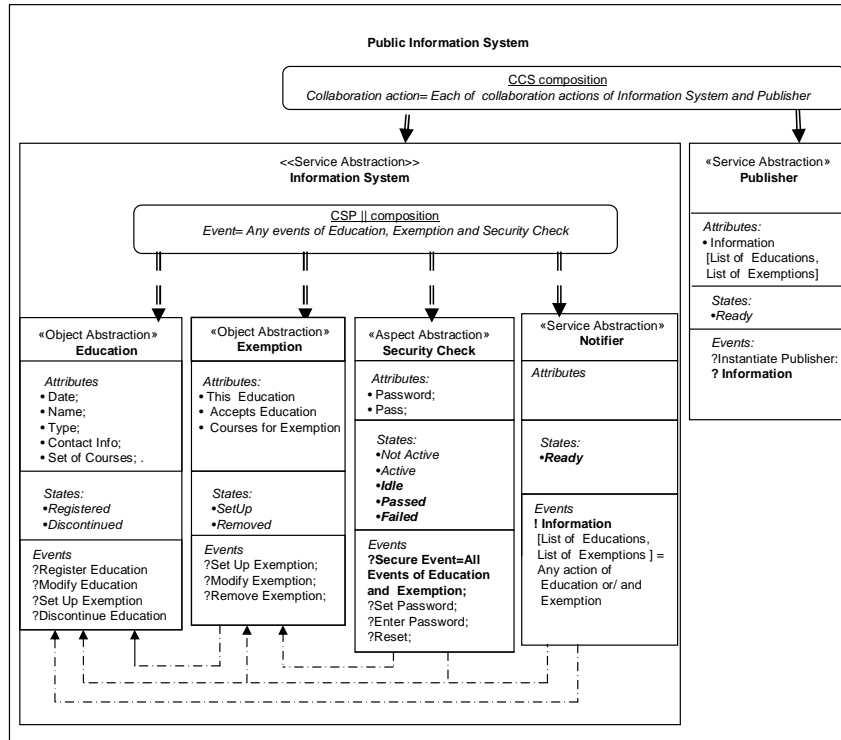 Public Information System
CCS composition
Collaboration action= Each of collaboration actions of Information System and Publisher
<<Service Abstraction>>
Information System
CSP || composition
Event= Any events of Education, Exemption and Security Check
«Object Abstraction»
Education
Attributes
• Date;
• Name;
• Type;
• Contact Info;
• Set of Courses; .
States:
•Registered
•Discontinued
Events
?Register Education
?Modify Education
?Set Up Exemption
?Discontinue Education
«Object Abstraction»
Exemption
Attributes:
• This Education
• Accepts Education
• Courses for Exemption
States:
•SetUp
•Removed
Events
?Set Up Exemption;
?Modify Exemption;
?Remove Exemption;
«Aspect Abstraction»
Security Check
Attributes:
• Password;
• Pass;
States:
•Not Active
•Active
•Idle
•Passed
•Failed
Events
?Secure Event=All
Events of Education
and Exemption;
?Set Password;
?Enter Password;
?Reset;
«Service Abstraction»
Notifier
Attributes
States:
•Ready
Events
! Information
[List of Educations,
List of Exemptions ] =
Any action of
Education or/ and
Exemption
«Service Abstraction»
Publisher
Attributes:
• Information
[List of Educations,
List of Exemptions]
States:
•Ready
Events:
?Instantiate Publisher:
? Information